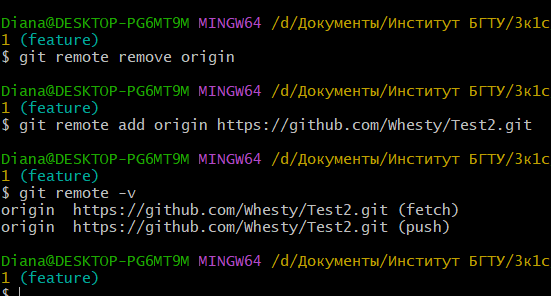 Diana@DESKTOP-PG6MT9M MINGW64 /d/Документы/Институт БГТУ/3к1с
1 (feature)
$ git remote remove origin
Diana@DESKTOP-PG6MT9M MINGW64 /d/Документы/Институт БГТУ/3к1с
1 (feature)
$ git remote add origin https://github.com/Whesty/Test2.git
Diana@DESKTOP-PG6MT9M MINGW64 /d/Документы/Институт БГТУ/3к1с
1 (feature)
$ git remote -v
origin  https://github.com/Whesty/Test2.git (fetch)
origin  https://github.com/Whesty/Test2.git (push)
Diana@DESKTOP-PG6MT9M MINGW64 /d/Документы/Институт БГТУ/3к1с
1 (feature)
$